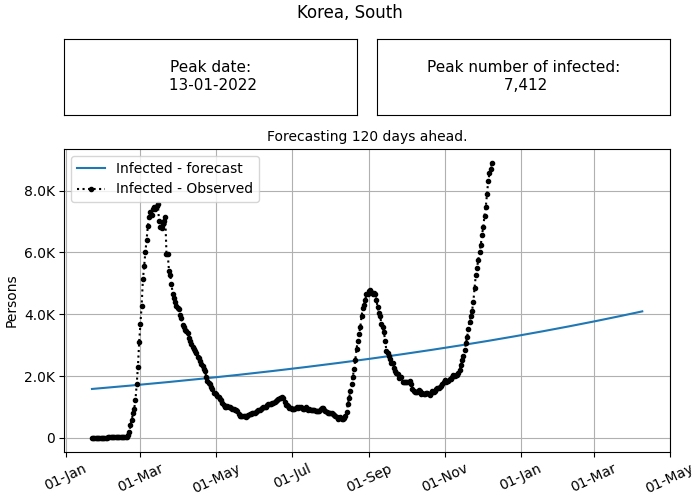 Korea, South
Peak date:
13-01-2022
Peak number of infected:
7,412
Forecasting 120 days ahead.
Infected - forecast
Infected - Observed
Persons
8.0K
6.0K
4.0K
2.0K
0
01-Jan
01-Mar
01-May
01-Jul
01-Sep
01-Nov
01-Jan
01-Mar
01-May